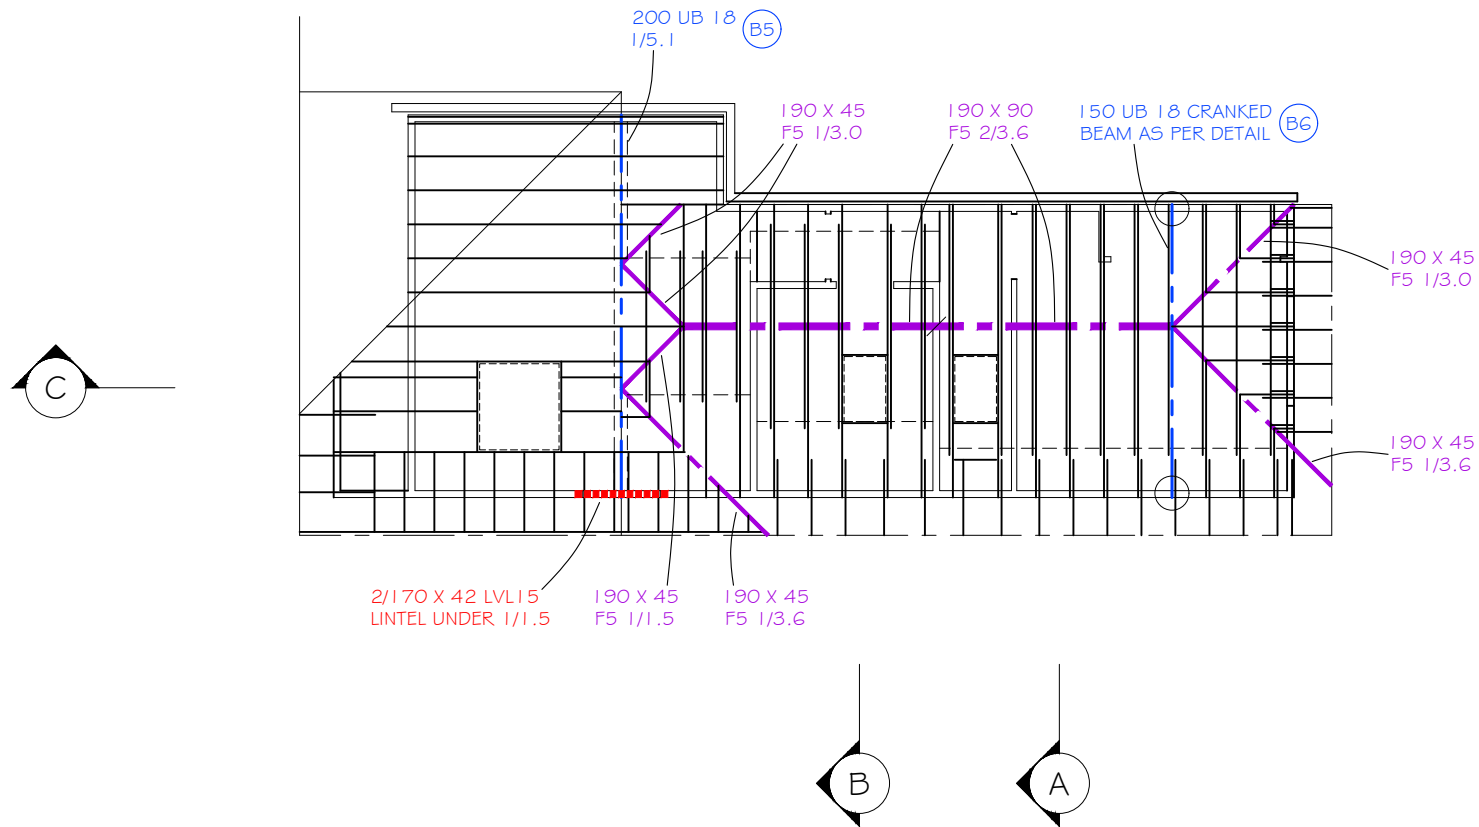 200 UB 18
1/5.1
B5
190 X 45
F5 1/3.0
190 X 90
F5 2/3.6
150 UB 18 CRANKED
BEAM AS PER DETAIL
B6
190 X 45
F5 1/3.0
C
190 X 45
F5 1/3.6
2/170 X 42 LVL15
LINTEL UNDER 1/1.5
190 X 45
F5 1/1.5
190 X 45
F5 1/3.6
B
A